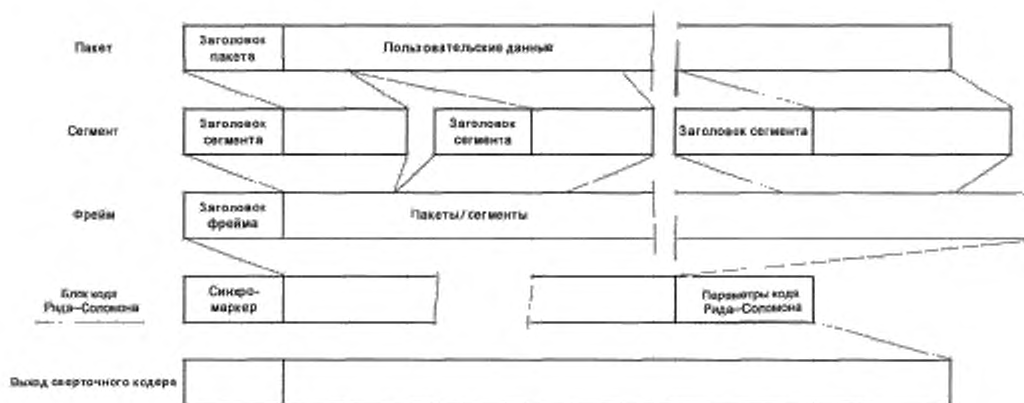 Пакет
Заголовок
пакета
Пользовательские данные
Сегмент
Заголовок
сегмента
Заголовок
сегмента
Заголовок сегмента
Фрейм
Заголовок
фрейма
Пакеты/сегменты
Блок кода
Рида—Соломона
Синхро-
маркер
Параметры кода
Рида—Соломона
Выход сверточного кодера